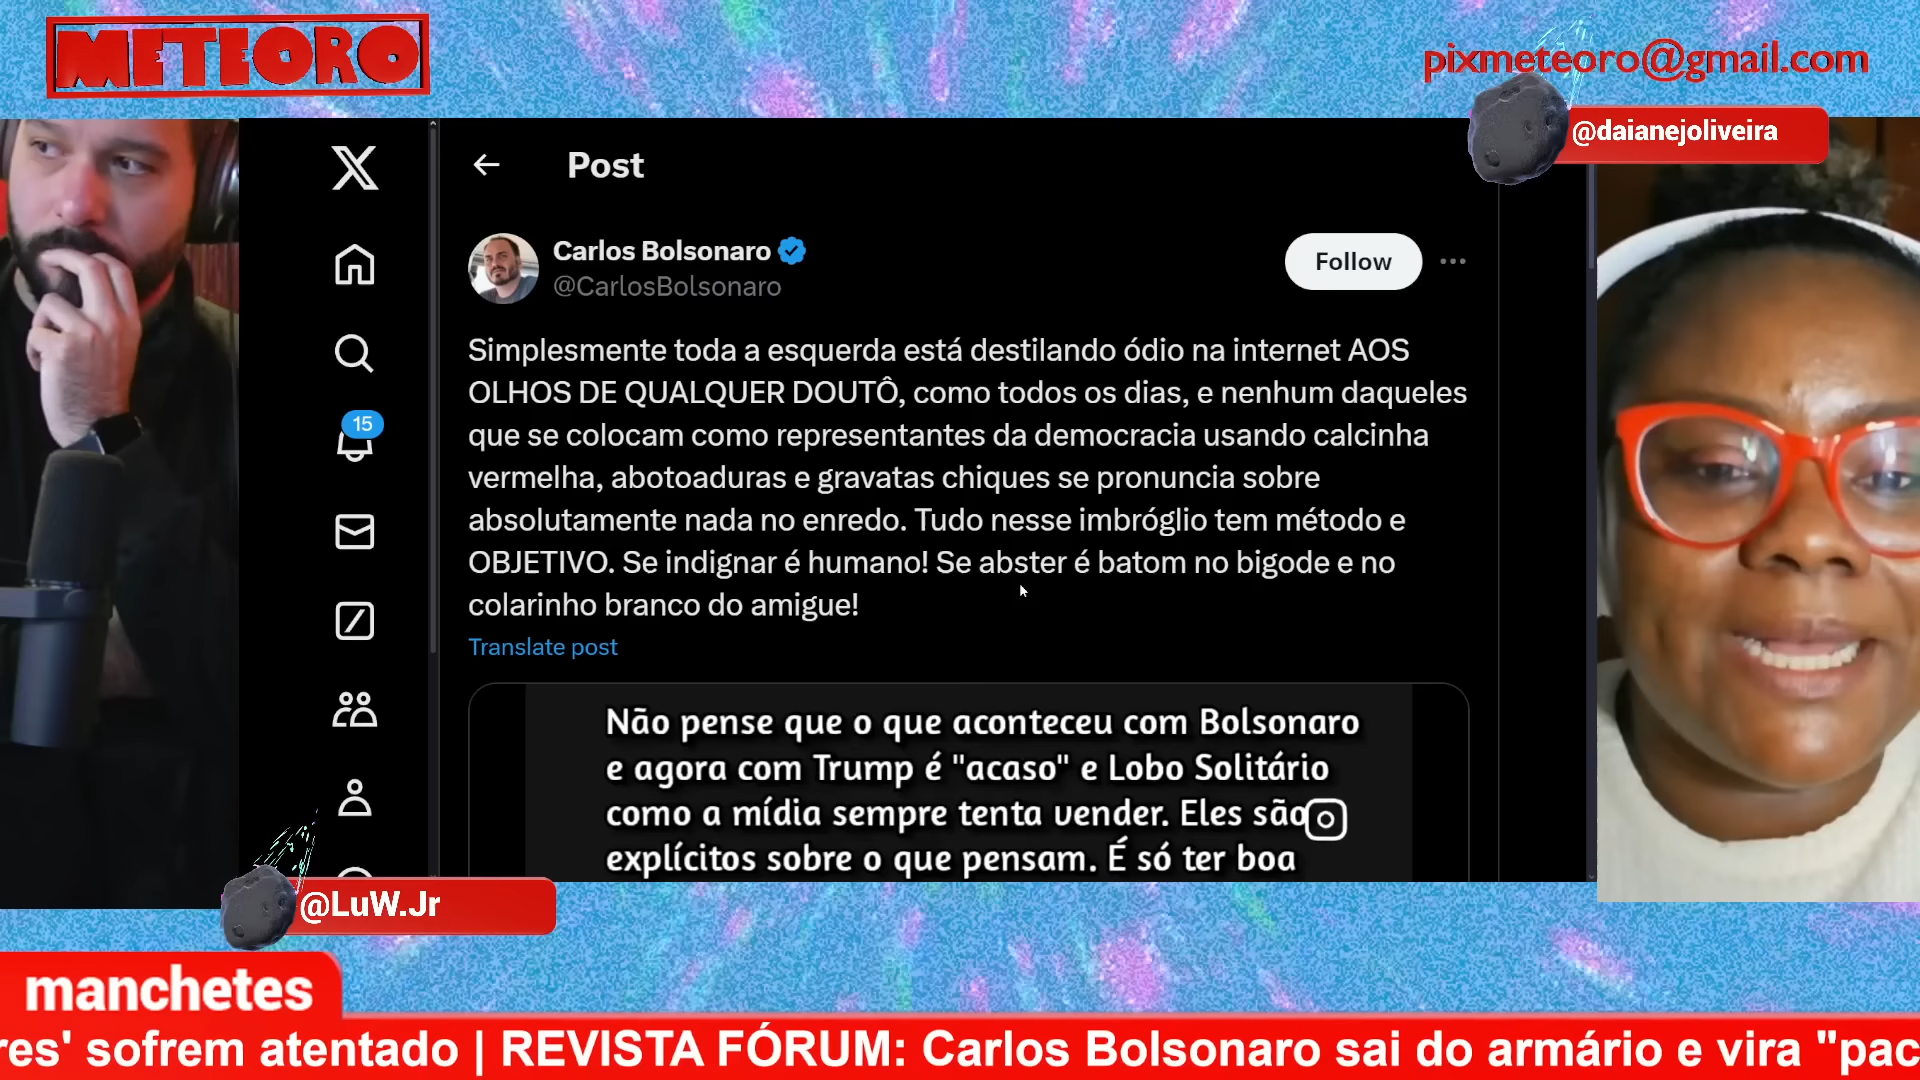 METEORO
pixmeteoro@gmail.com
@daianejoliveira
Post
Carlos Bolsonaro
@CarlosBolsonaro
Follow
15
Simplesmente toda a esquerda está destilando ódio na internet AOS
OLHOS DE QUALQUER DOUTÔ, como todos os dias, e nenhum daqueles
que se colocam como representantes da democracia usando calcinha
vermelha, abotoaduras e gravatas chiques se pronuncia sobre
absolutamente nada no enredo. Tudo nesse imbróglio tem método e
OBJETIVO. Se indignar é humano! Se abster é batom no bigode e no
colarinho branco do amigue!
Translate post
Não pense que o que aconteceu com Bolsonaro
e agora com Trump é "acaso" e Lobo Solitário
como a mídia sempre tenta vender. Eles são
explícitos sobre o que pensam. É só ter boa
@LuW.Jr
manchetes
res' sofrem atentado | REVISTA FÓRUM: Carlos Bolsonaro sai do armário e vira "pac